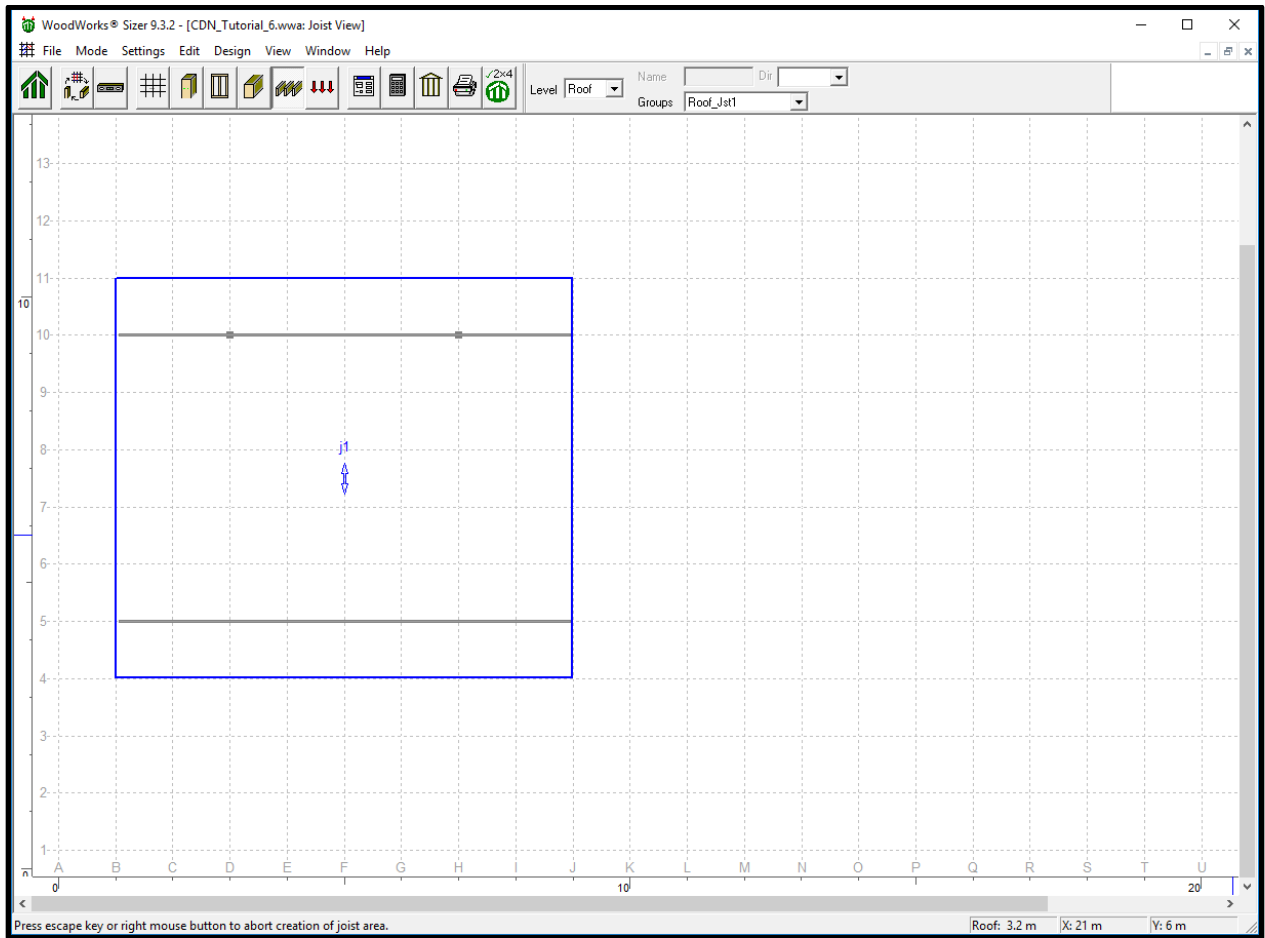 WoodWorks® Sizer 9.3.2 - [CDN_Tutorial_6.wwa: Joist View]
File Mode Settings Edit Design View Window Help
√2×4
Level Roof Name Dir
Groups Roof_Jst1
13
12
11
10
10
9
8
j1
7
6
5
4
3
2
1
A B C D E F G H I J K L M N O P Q R S T U
0 10 20
Press escape key or right mouse button to abort creation of joist area. Roof: 3.2 m X: 21 m Y: 6 m